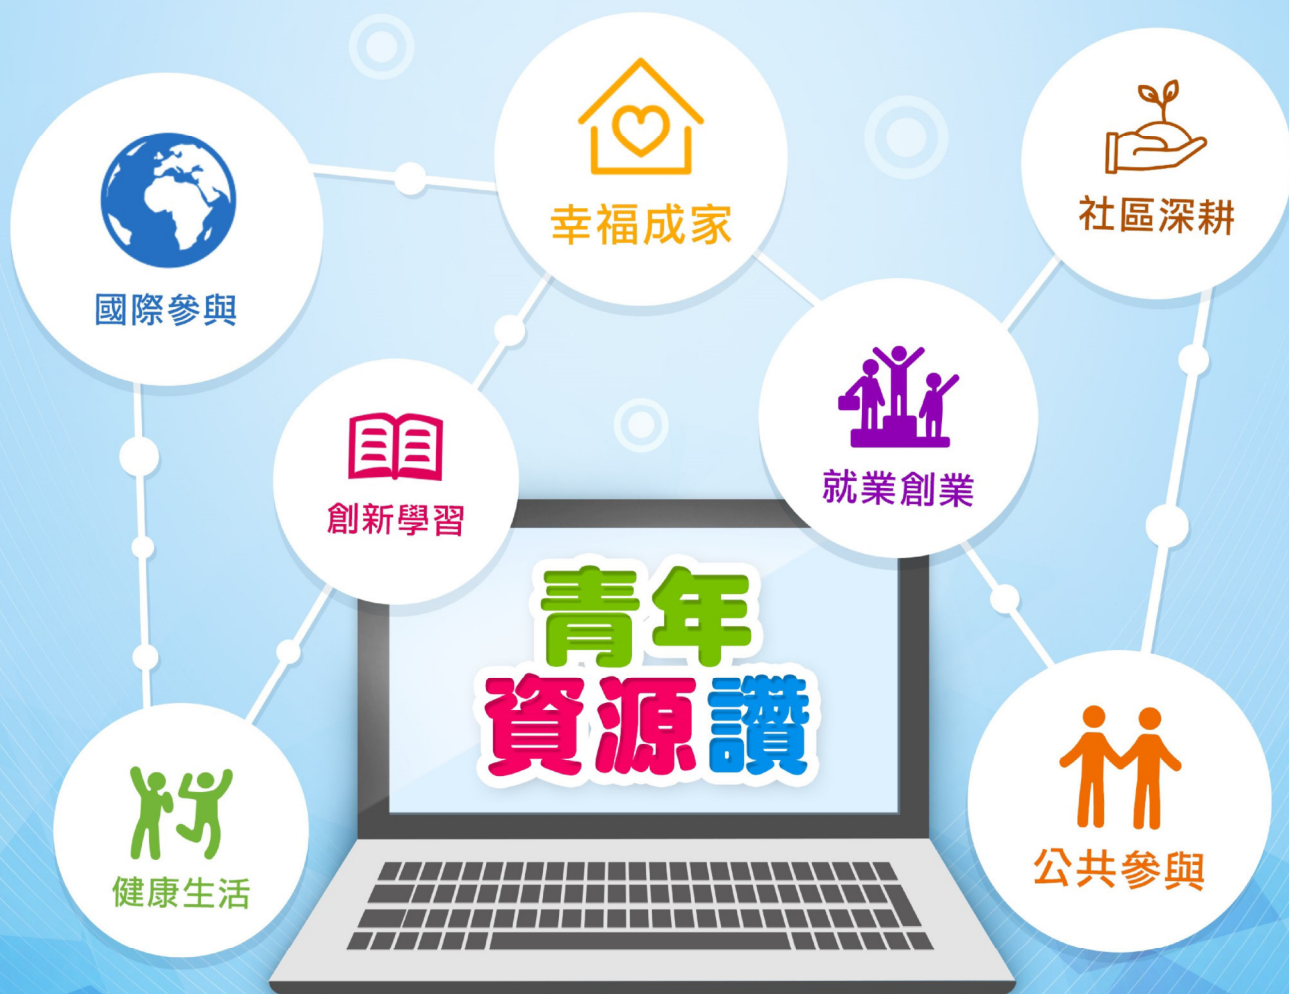 幸福成家
社區深耕
國際參與
就業創業
創新學習
青年
資源讚
健康生活
公共參與